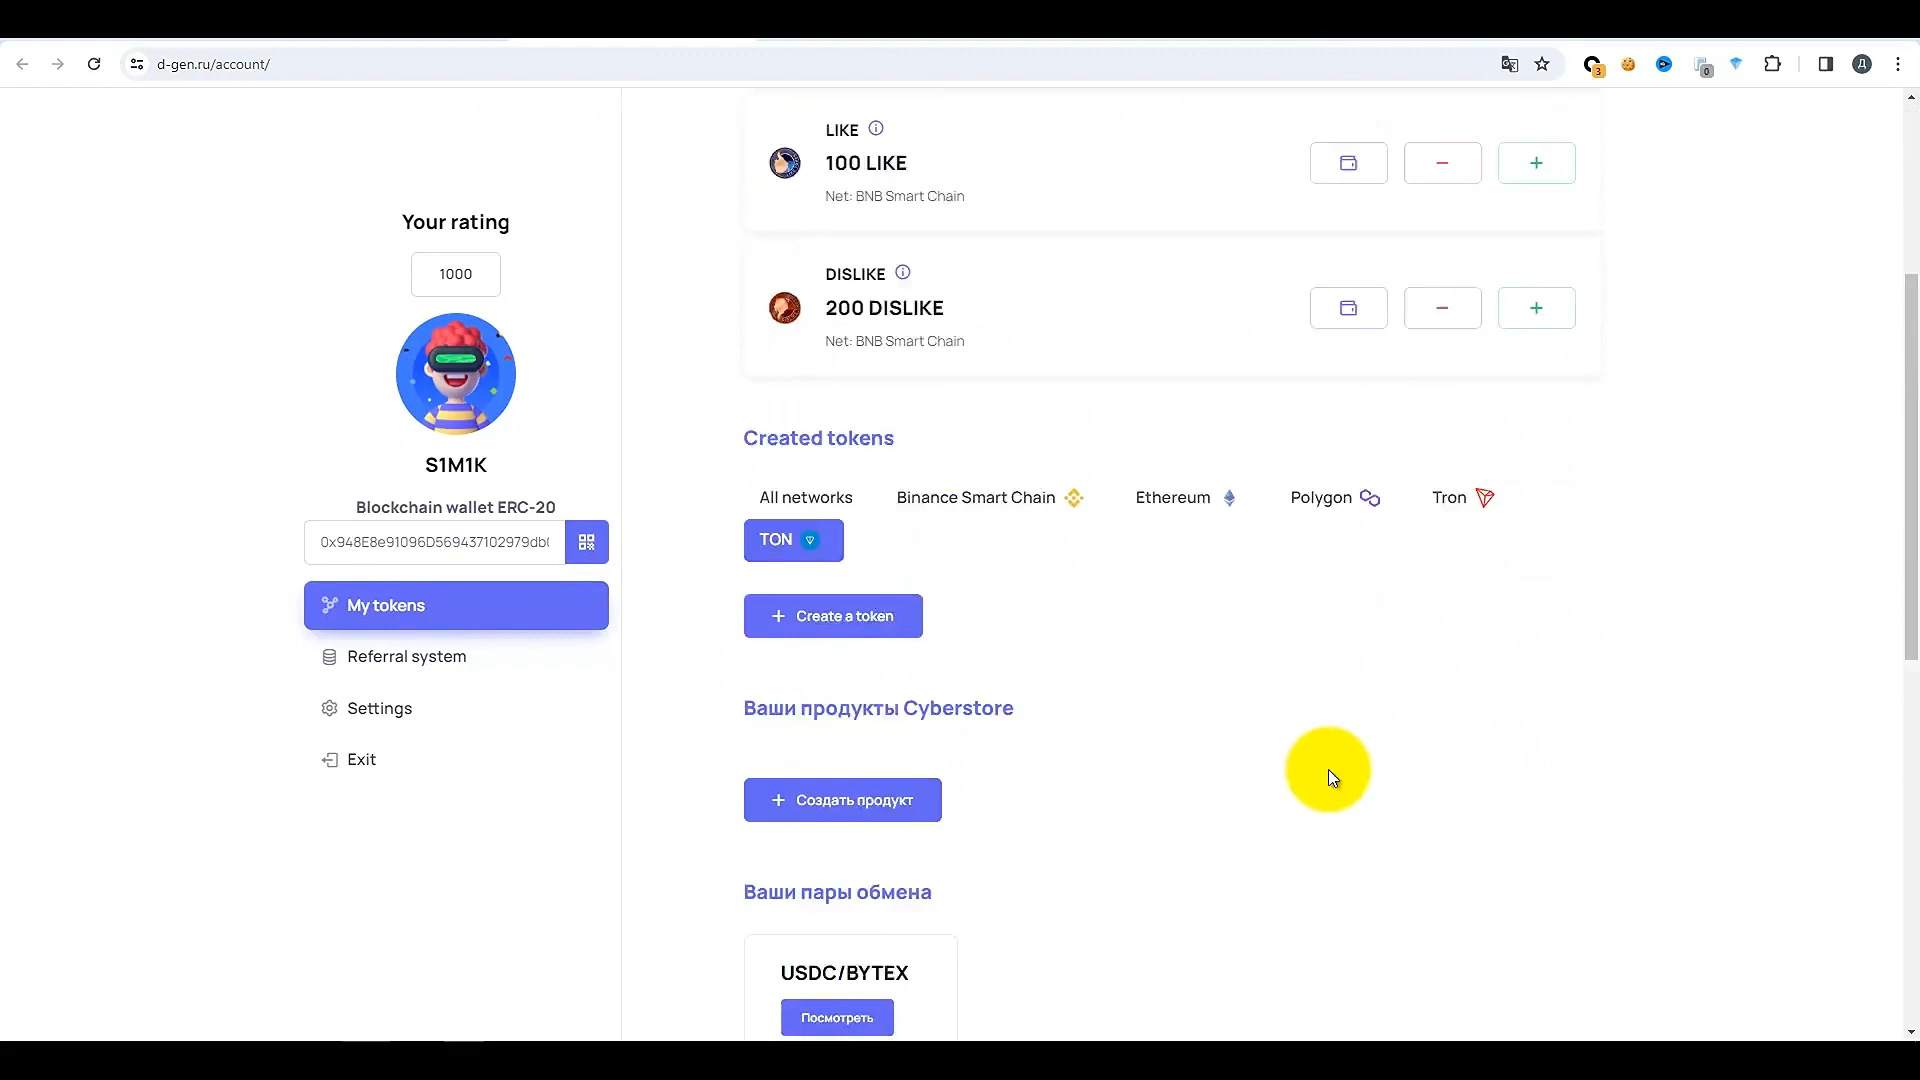 d-gen.ru/account/
3
0
Д
Your rating
1000
S1M1K
Blockchain wallet ERC-20
0x948E8e91096D569437102979db
My tokens
Referral system
Settings
Exit
LIKE
100 LIKE
Net: BNB Smart Chain
DISLIKE
200 DISLIKE
Net: BNB Smart Chain
Created tokens
All networks Binance Smart Chain Ethereum Polygon Tron
TON
+ Create a token
Ваши продукты Cyberstore
+ Создать продукт
Ваши пары обмена
USDC/BYTEX
Посмотреть